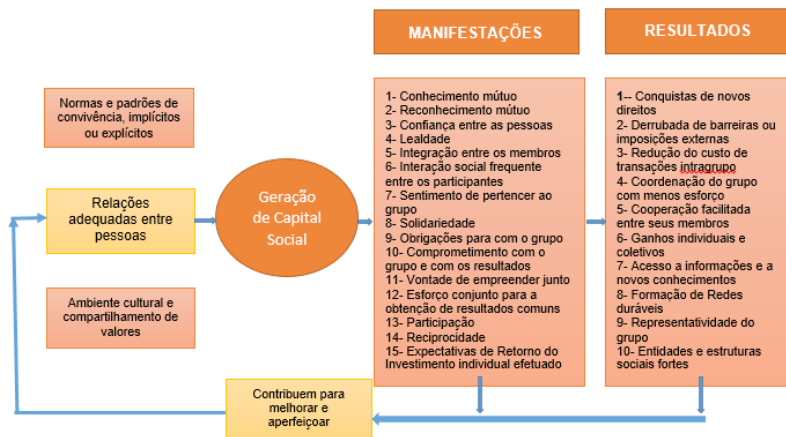 MANIFESTAÇÕES
RESULTADOS
Normas e padrões de
convivência, implícitos
ou explícitos
Relações
adequadas entre
pessoas
Ambiente cultural e
compartilhamento de
valores
Geração
de Capital
Social
1- Conhecimento mútuo
2- Reconhecimento mútuo
3- Confiança entre as pessoas
4- Lealdade
5- Integração entre os membros
6- Interação social frequente
entre os participantes
7- Sentimento de pertencer ao
grupo
8- Solidariedade
9- Obrigações para com o grupo
10- Comprometimento com o
grupo e com os resultados
11- Vontade de empreender junto
12- Esforço conjunto para a
obtenção de resultados comuns
13- Participação
14- Reciprocidade
15- Expectativas de Retorno do
Investimento individual efetuado
1-- Conquistas de novos
direitos
2- Derrubada de barreiras ou
imposições externas
3- Redução do custo de
transações intragrupo
4- Coordenação do grupo
com menos esforço
5- Cooperação facilitada
entre seus membros
6- Ganhos individuais e
coletivos
7- Acesso a informações e a
novos conhecimentos
8- Formação de Redes
duráveis
9- Representatividade do
grupo
10- Entidades e estruturas
sociais fortes
Contribuem para
melhorar e
aperfeiçoar